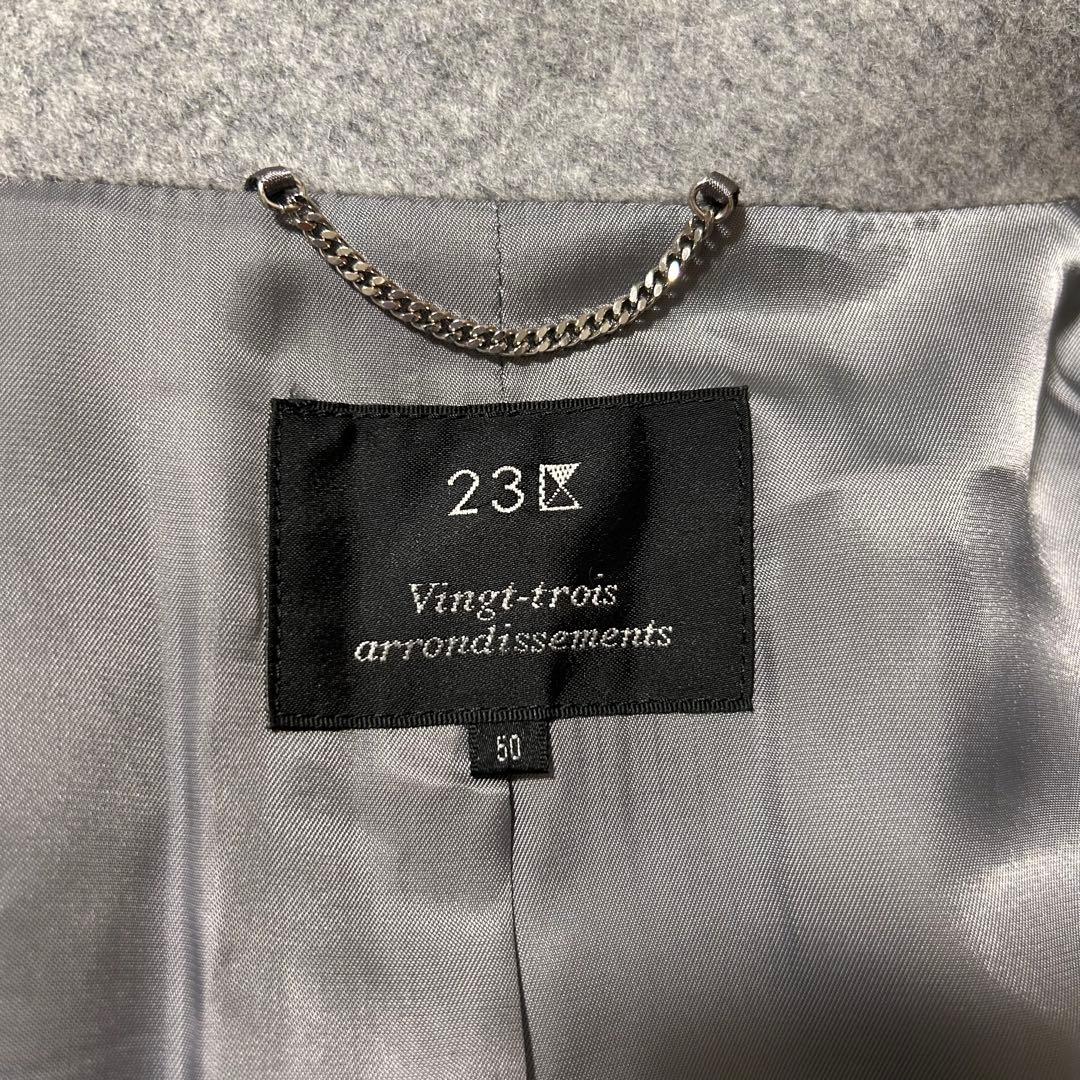 23区
Vingt-trois
arrondissements
50